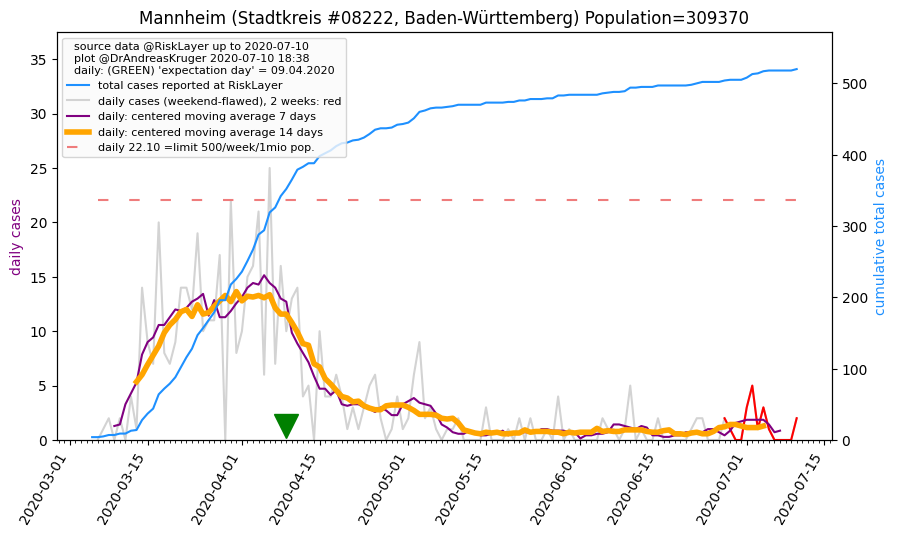 Mannheim (Stadtkreis #08222, Baden-Württemberg) Population=309370
source data @RiskLayer up to 2020-07-10
plot @DrAndreasKruger 2020-07-10 18:38
daily: (GREEN) 'expectation day' = 09.04.2020
total cases reported at RiskLayer
daily cases (weekend-flawed), 2 weeks: red
daily: centered moving average 7 days
daily: centered moving average 14 days
daily 22.10 =limit 500/week/1mio pop.
daily cases
35
30
25
20
15
10
5
0
cumulative total cases
500
400
300
200
100
0
2020-03-01
2020-03-15
2020-04-01
2020-04-15
2020-05-01
2020-05-15
2020-06-01
2020-06-15
2020-07-01
2020-07-15